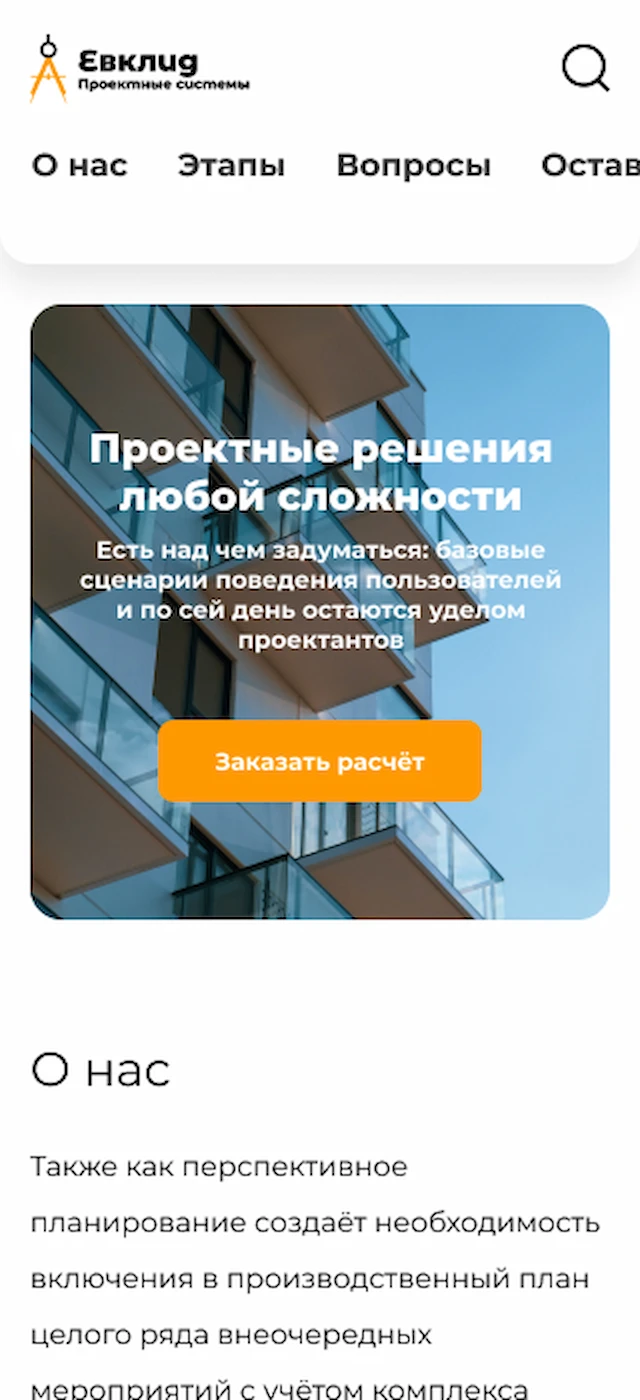 Евклид
Проектные системы
О нас Этапы Вопросы Остав
Проектные решения
любой сложности
Есть над чем задуматься: базовые
сценарии поведения пользователей
и по сей день остаются уделом
проектантов
Заказать расчёт
О нас
Также как перспективное
планирование создаёт необходимость
включения в производственный план
целого ряда внеочередных
мероприятий с учётом комплекса